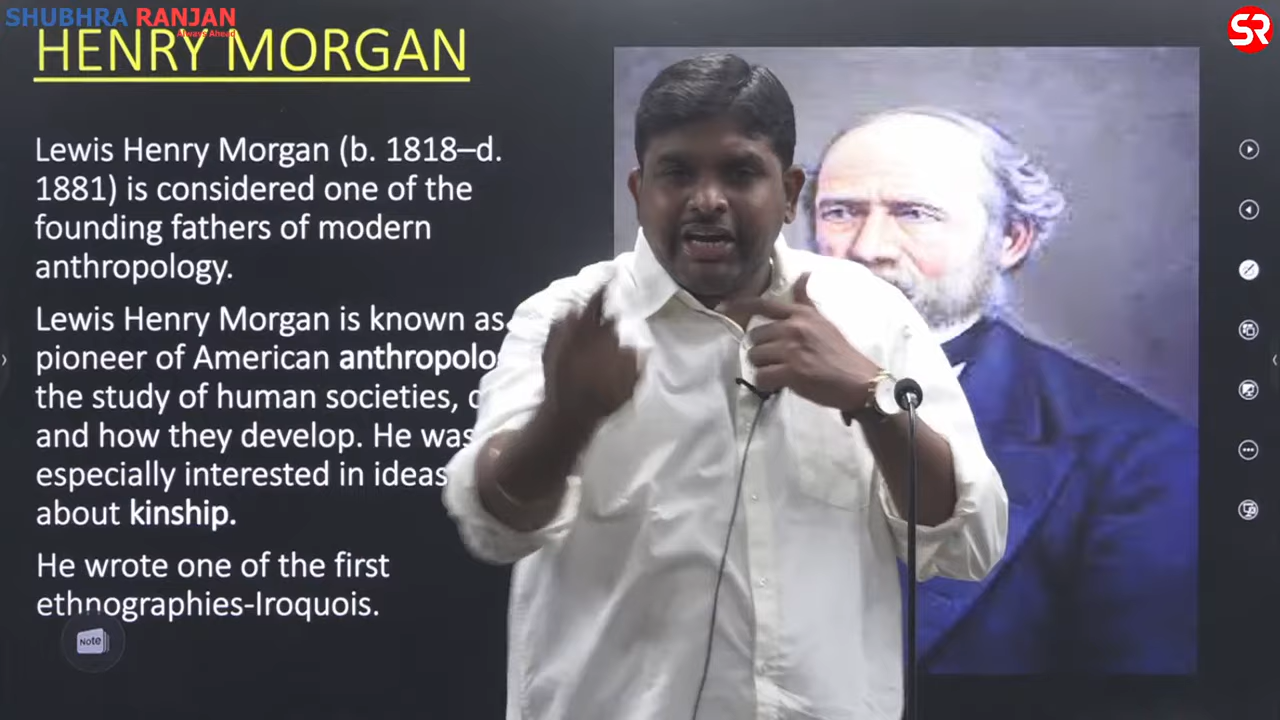 SHUBHRA RANJAN
Always Ahead
SR
HENRY MORGAN
Lewis Henry Morgan (b. 1818–d.
1881) is considered one of the
founding fathers of modern
anthropology.
Lewis Henry Morgan is known as
pioneer of American
the study of human societies,
and how they develop. He was
especially interested in ideas
about kinship.
He wrote one of the first
ethnographies-Iroquois.
Note